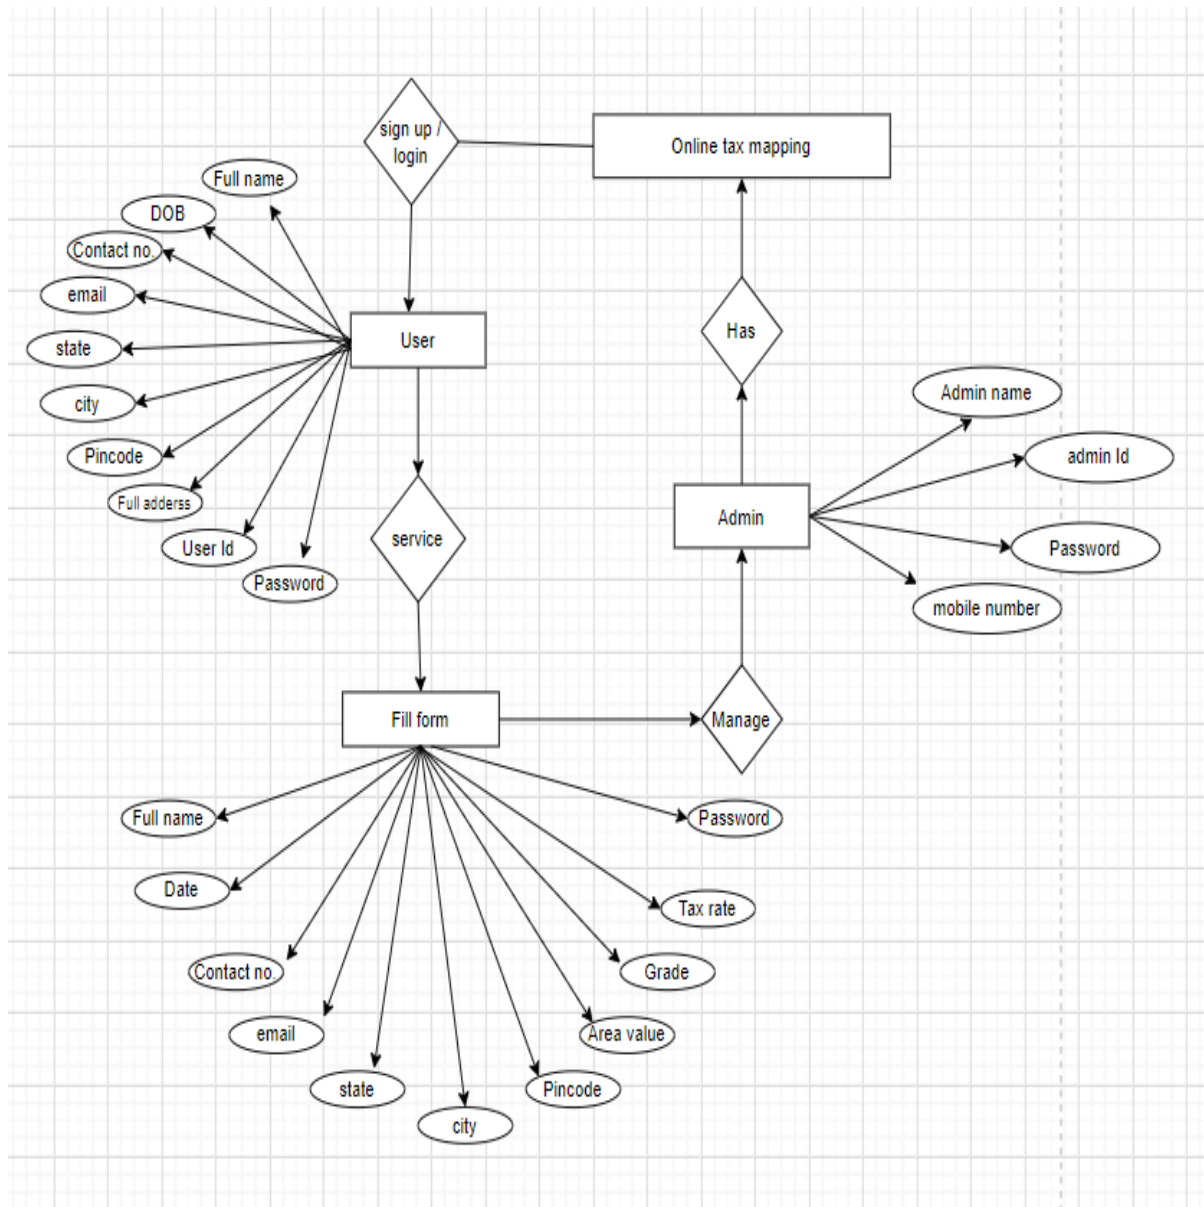 sign up /
login
Online tax mapping
Full name
DOB
Contact no.
email
state
city
Pincode
Full adderss
User Id
Password
User
Has
Admin name
admin Id
Password
mobile number
Admin
service
Fill form
Manage
Full name
Date
Contact no.
email
state
city
Pincode
Area value
Grade
Tax rate
Password